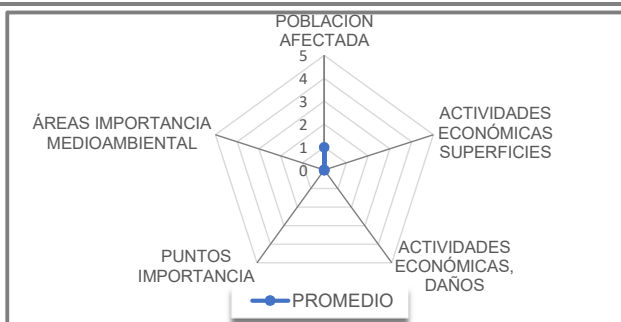 POBLACIÓN
AFECTADA
5
4
3
2
1
0
ACTIVIDADES
ECONÓMICAS
SUPERFICIES
ACTIVIDADES
ECONÓMICAS,
DAÑOS
PUNTOS
IMPORTANCIA
ÁREAS IMPORTANCIA
MEDIOAMBIENTAL
PROMEDIO